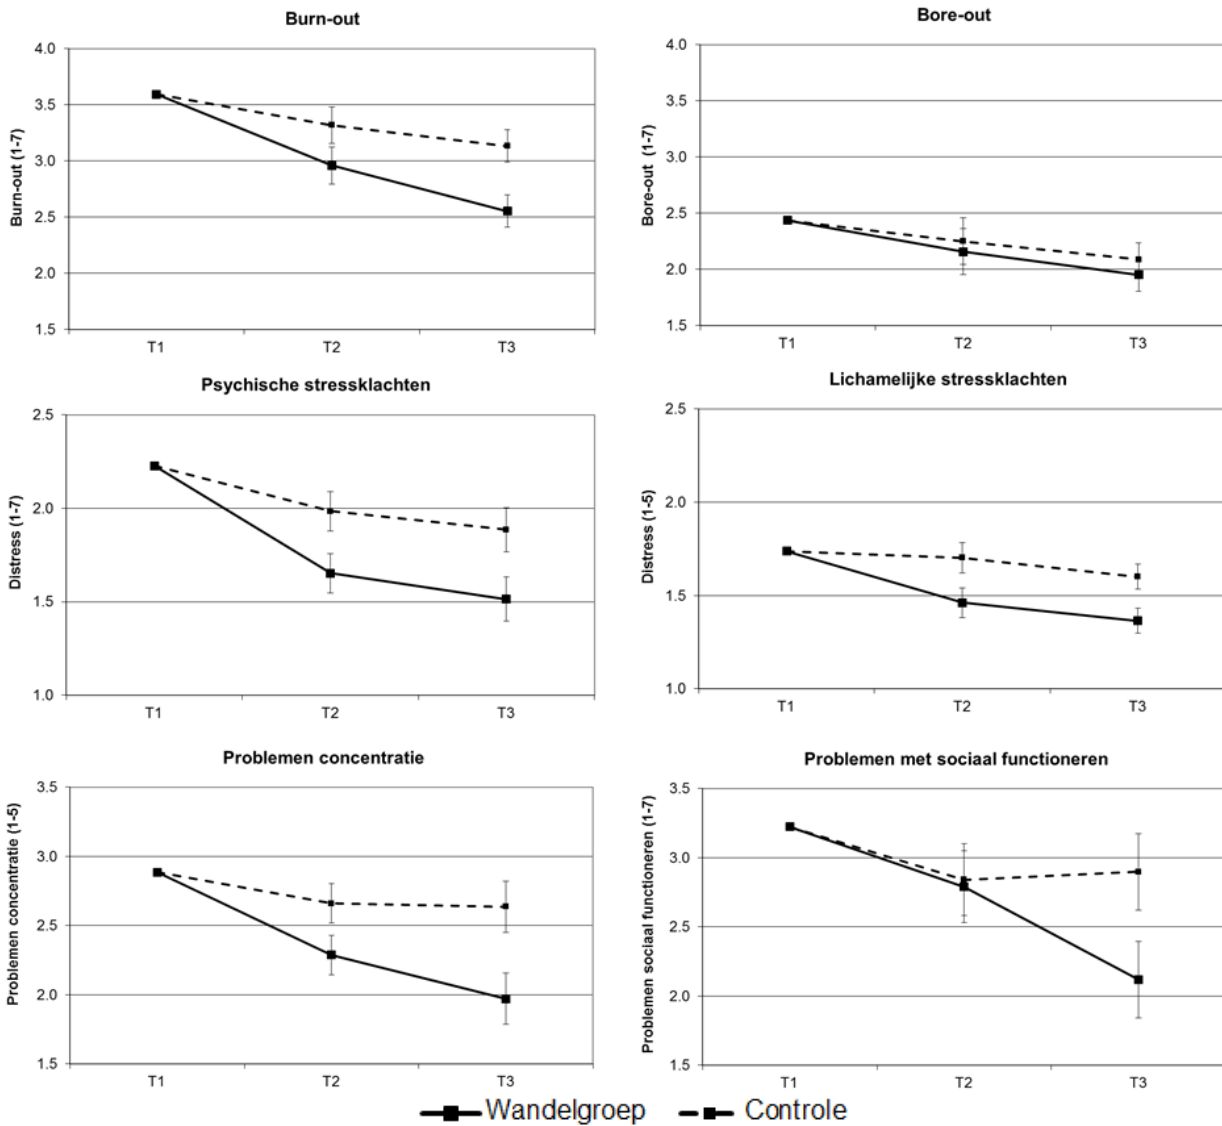 Burn-out
Burn-out (1-7)
4.0
3.5
3.0
2.5
2.0
1.5
T1 T2 T3
Bore-out
Bore-out (1-7)
4.0
3.5
3.0
2.5
2.0
1.5
T1 T2 T3
Psychische stressklachten
Distress (1-7)
2.5
2.0
1.5
1.0
T1 T2 T3
Lichamelijke stressklachten
Distress (1-5)
2.5
2.0
1.5
1.0
T1 T2 T3
Problemen concentratie
Problemen concentratie (1-5)
3.5
3.0
2.5
2.0
1.5
T1 T2 T3
Problemen met sociaal functioneren
Problemen sociaal functioneren (1-7)
3.5
3.0
2.5
2.0
1.5
T1 T2 T3
Wandelgroep Controle